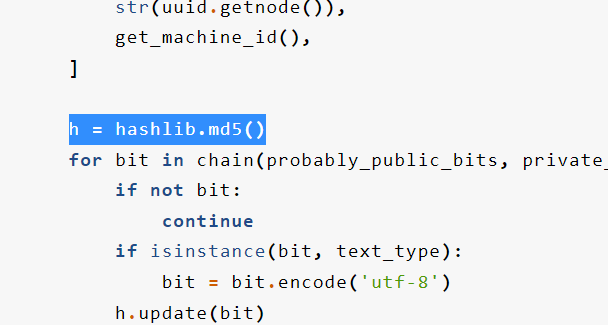 str(uuid.getnode()),
get_machine_id(),
]
h = hashlib.md5()
for bit in chain(probably_public_bits, private_
if not bit:
continue
if isinstance(bit, text_type):
bit = bit.encode('utf-8')
h.update(bit)